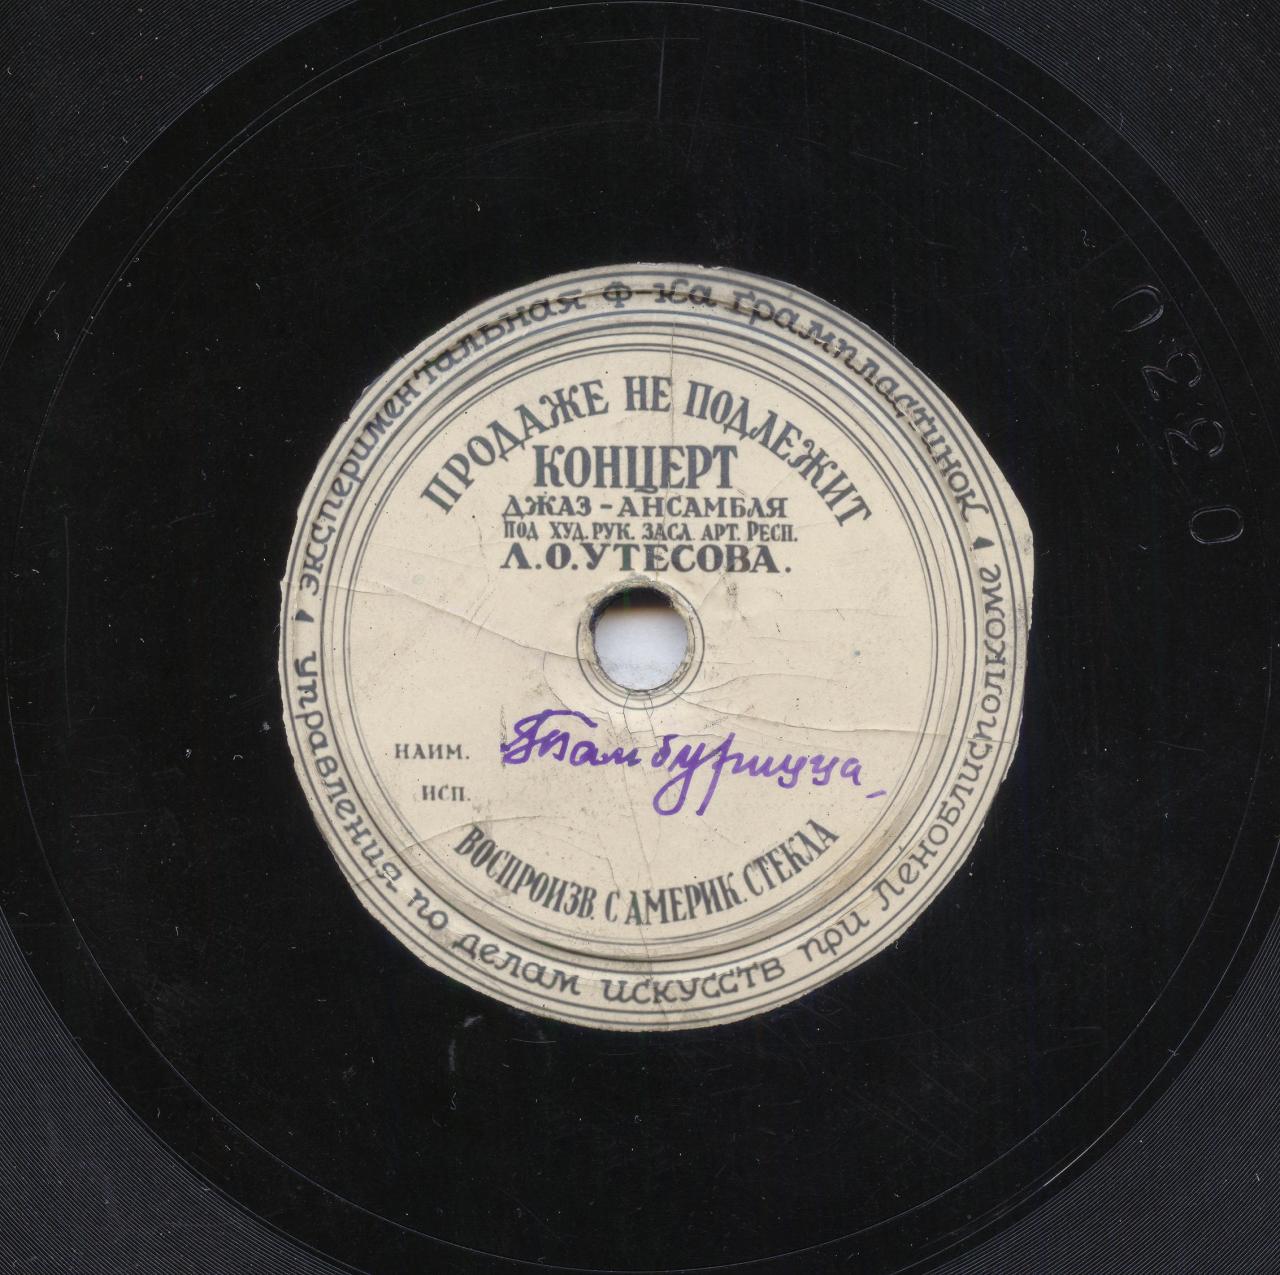 экспериментальная ф-ка грампластинок
управления по делам искусств при Леноблисполкоме
ПРОДАЖЕ НЕ ПОДЛЕЖИТ
КОНЦЕРТ
ДЖАЗ-АНСАМБЛЯ
ПОД ХУД. РУК. ЗАСЛ. АРТ. РЕСП.
Л.О.УТЕСОВА.
НАИМ. Тамбурицца
ИСП.
ВОСПРОИЗВ. С АМЕРИК. СТЕКЛА
0330